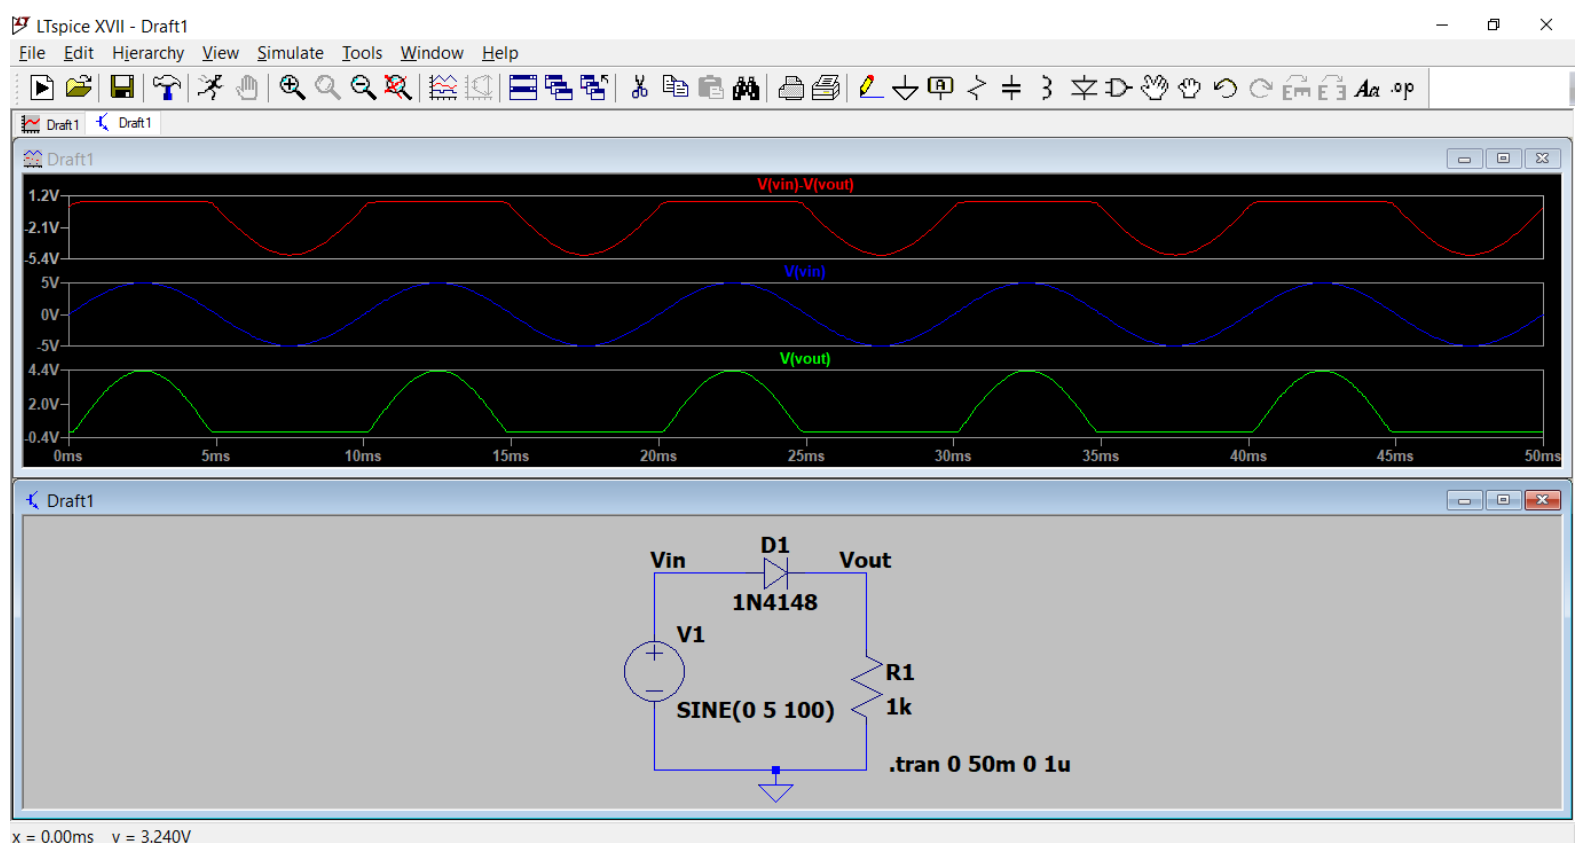 LTspice XVII - Draft1
File Edit Hierarchy View Simulate Tools Window Help
A Aa .op
Draft1 Draft1
Draft1
V(vin)-V(vout)
1.2V
-2.1V
-5.4V
V(vin)
5V
0V
-5V
V(vout)
4.4V
2.0V
-0.4V
0ms 5ms 10ms 15ms 20ms 25ms 30ms 35ms 40ms 45ms 50ms
Draft1
D1
Vin Vout
1N4148
V1
R1
SINE(0 5 100) 1k
.tran 0 50m 0 1u
x = 0.00ms y = 3.240V